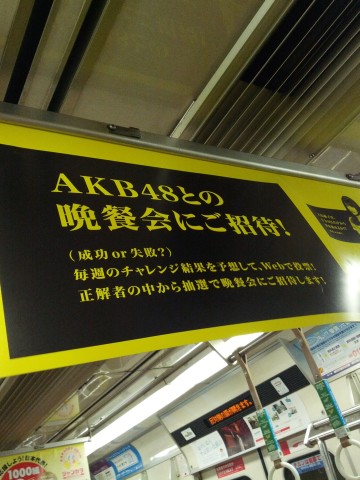 AKB48との
晩餐会にご招待!
(成功 or 失敗?)
毎週のチャレンジ結果を予想して、Webで投票!
正解者の中から抽選で晩餐会にご招待します!
1000